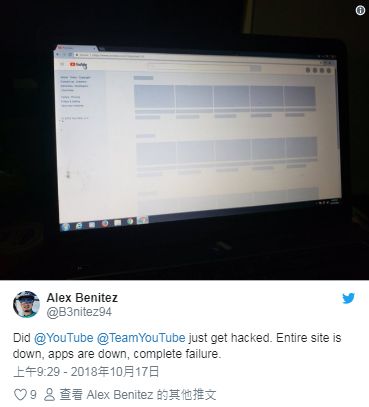 YouTube
Alex Benitez
@B3nitez94
Did @YouTube @TeamYouTube just get hacked. Entire site is
down, apps are down, complete failure.
上午9:29 - 2018年10月17日
9 查看 Alex Benitez 的其他推文